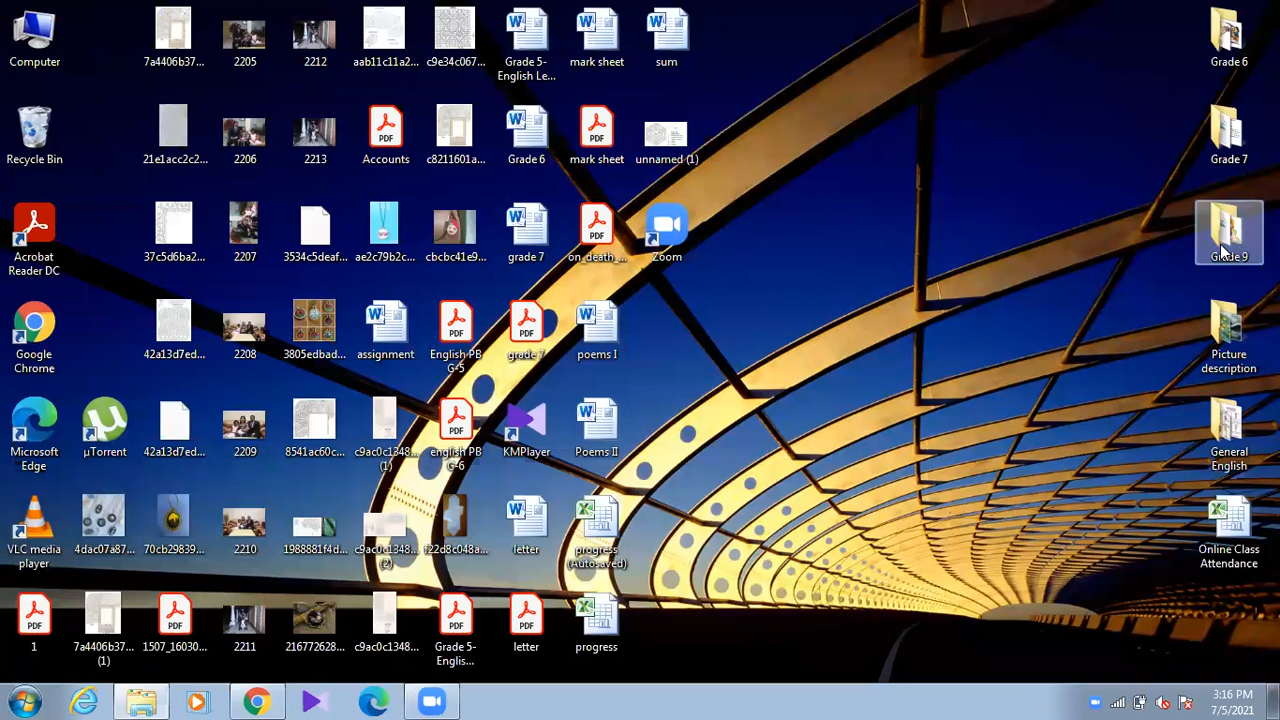 Computer
7a4406b37...
2205
2212
aab11c11a2...
c9e34c067...
Grade 5-
English Le...
mark sheet
sum
Grade 6
Recycle Bin
21e1acc2c2...
2206
2213
Accounts
c8211601a...
Grade 6
mark sheet
unnamed (1)
Grade 7
Acrobat
Reader DC
37c5d6ba2...
2207
3534c5deaf...
ae2c79b2c...
cbcbc41e9...
grade 7
on_death_...
Zoom
Grade 9
Google
Chrome
42a13d7ed...
2208
3805edbad...
assignment
English PB
G-5
grade 7
poems I
Picture
description
Microsoft
Edge
µTorrent
42a13d7ed...
2209
8541ac60c...
c9ac0c1348...
(1)
english PB
G-6
KMPlayer
Poems II
General
English
VLC media
player
4dac07a87...
70cb29839...
2210
1988881f4d...
c9ac0c1348...
(2)
f22d8c048a...
letter
progress
(Autosaved)
Online Class
Attendance
1
7a4406b37...
(1)
1507_16030...
2211
216772628...
c9ac0c1348...
Grade 5-
Englis...
letter
progress
3:16 PM
7/5/2021